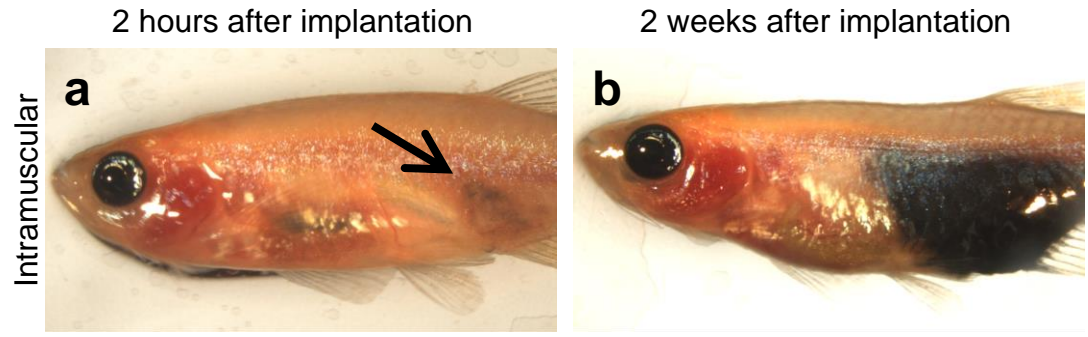 2 hours after implantation
2 weeks after implantation
Intramuscular
a
b